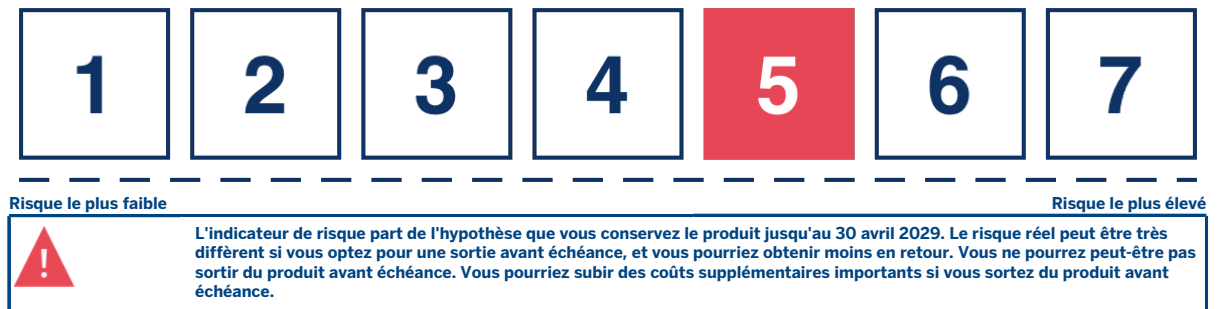 1 2 3 4 5 6 7
Risque le plus faible Risque le plus élevé
!
L'indicateur de risque part de l'hypothèse que vous conservez le produit jusqu'au 30 avril 2029. Le risque réel peut être très
diffèrent si vous optez pour une sortie avant échéance, et vous pourriez obtenir moins en retour. Vous ne pourrez peut-être pas
sortir du produit avant échéance. Vous pourriez subir des coûts supplémentaires importants si vous sortez du produit avant
échéance.